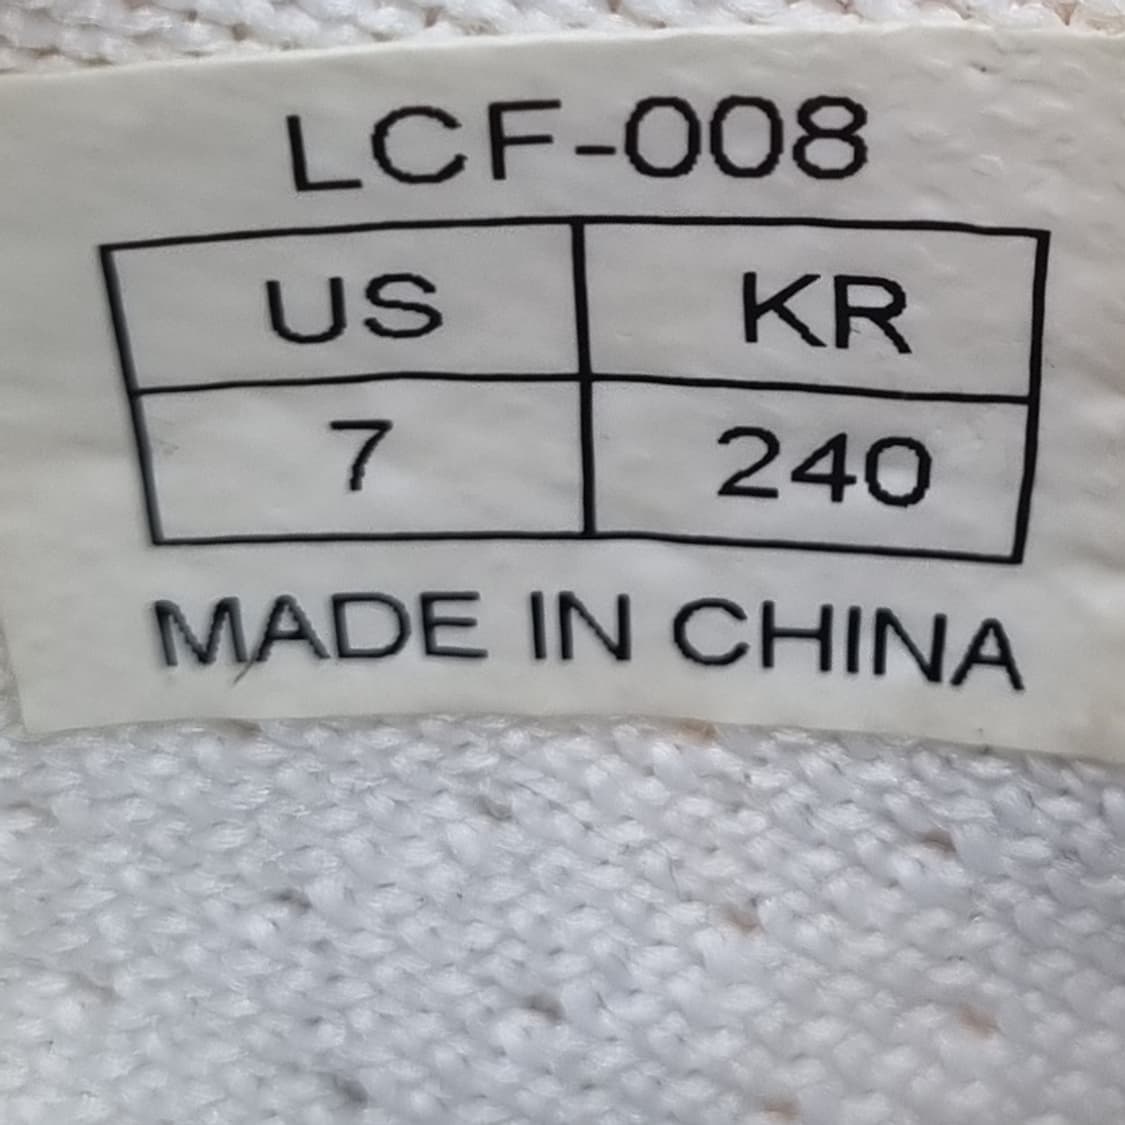 LCF-008
US KR
7 240
MADE IN CHINA